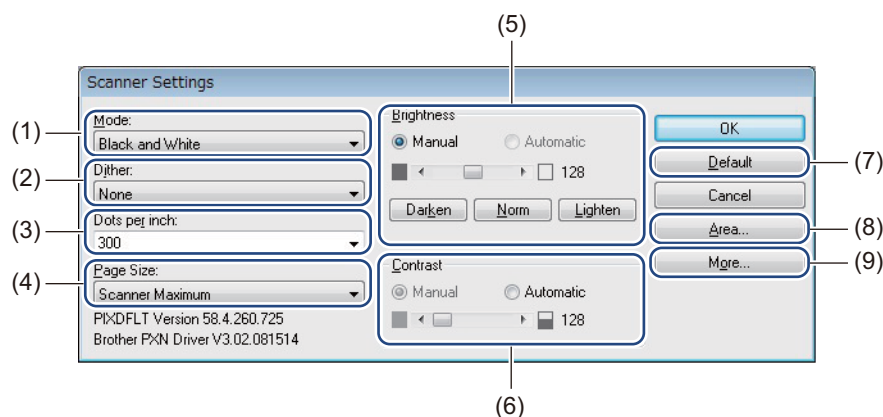 (5)
Scanner Settings
(1)
Mode:
Black and White
(2)
Dither:
None
(3)
Dots per inch:
300
(4)
Page Size:
Scanner Maximum
PIXDFLT Version 58.4.260.725
Brother PXN Driver V3.02.081514
Brightness
Manual Automatic
128
Darken Norm Lighten
Contrast
Manual Automatic
128
(6)
OK
Default (7)
Cancel
Area... (8)
More... (9)